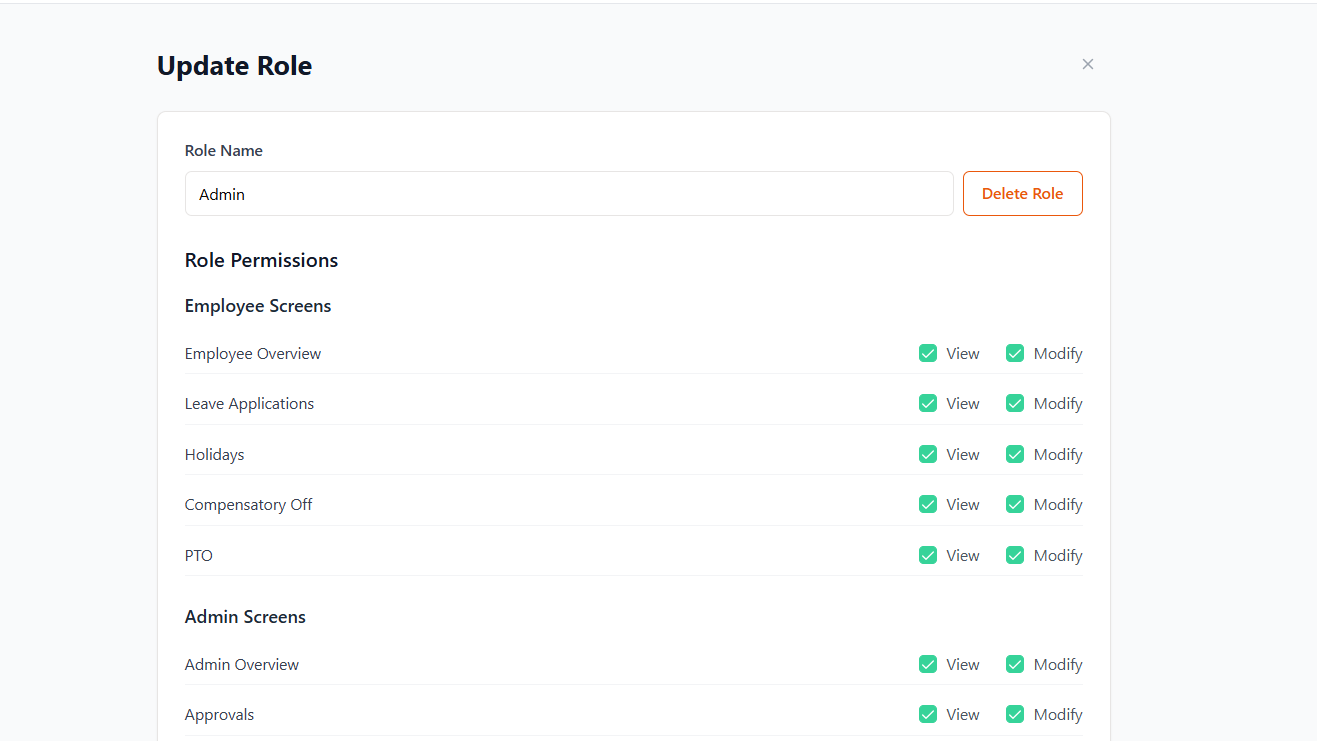 Update Role
Role Name
Admin
Delete Role
Role Permissions
Employee Screens
Employee Overview View Modify
Leave Applications View Modify
Holidays View Modify
Compensatory Off View Modify
PTO View Modify
Admin Screens
Admin Overview View Modify
Approvals View Modify